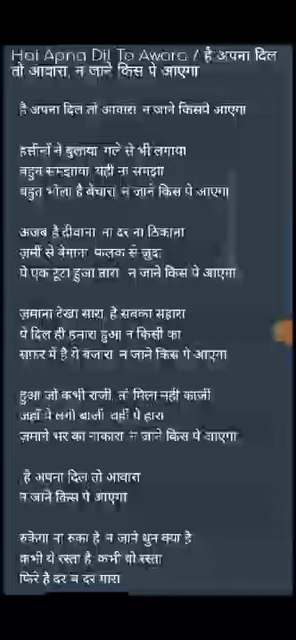 Hai Apna Dil To Awara / है अपना दिल
तो आवारा, न जाने किस पे आएगा
है अपना दिल तो आवारा न जाने किसपे आएगा
हसीनों ने बुलाया गले से भी लगाया
बहुत समझाया यही ना समझा
बहुत भोला है बेचारा न जाने किस पे आएगा
अजब है दीवाना ना दर ना ठिकाना
ज़मीं से बेगाना फलक से जुदा
ये एक टूटा हुआ तारा न जाने किस पे आएगा
ज़माना देखा सारा, है सबका सहारा
ये दिल ही हमारा हुआ न किसी का
सफ़र में है ये बंजारा न जाने किस पे आएगा
हुआ जो कभी राजी, तो मिला नही काजी
जहाँ पे लगी बाजी वहीं पे हारा
ज़माने भर का नाकारा न जाने किस पे आएगा
है अपना दिल तो आवारा
न जाने किस पे आएगा
रुकेगा ना रुका है न जाने धुन क्या है
कभी ये रस्ता है कभी वो रस्ता
फिरे है दर ब दर मारा